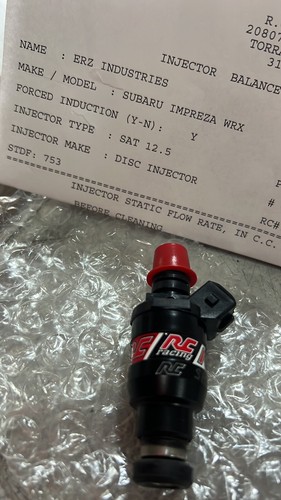 R.
2080
TORRA
31
INJECTOR BALANCE
NAME : ERZ INDUSTRIES
MAKE / MODEL : SUBARU IMPREZA WRX
FORCED INDUCTION (Y-N): Y
INJECTOR TYPE : SAT 12.5
INJECTOR MAKE : DISC INJECTOR
STDF: 753
P
#
RC#
INJECTOR STATIC FLOW RATE, IN C.C.
BEFORE CLEANING
RC
racing
RC